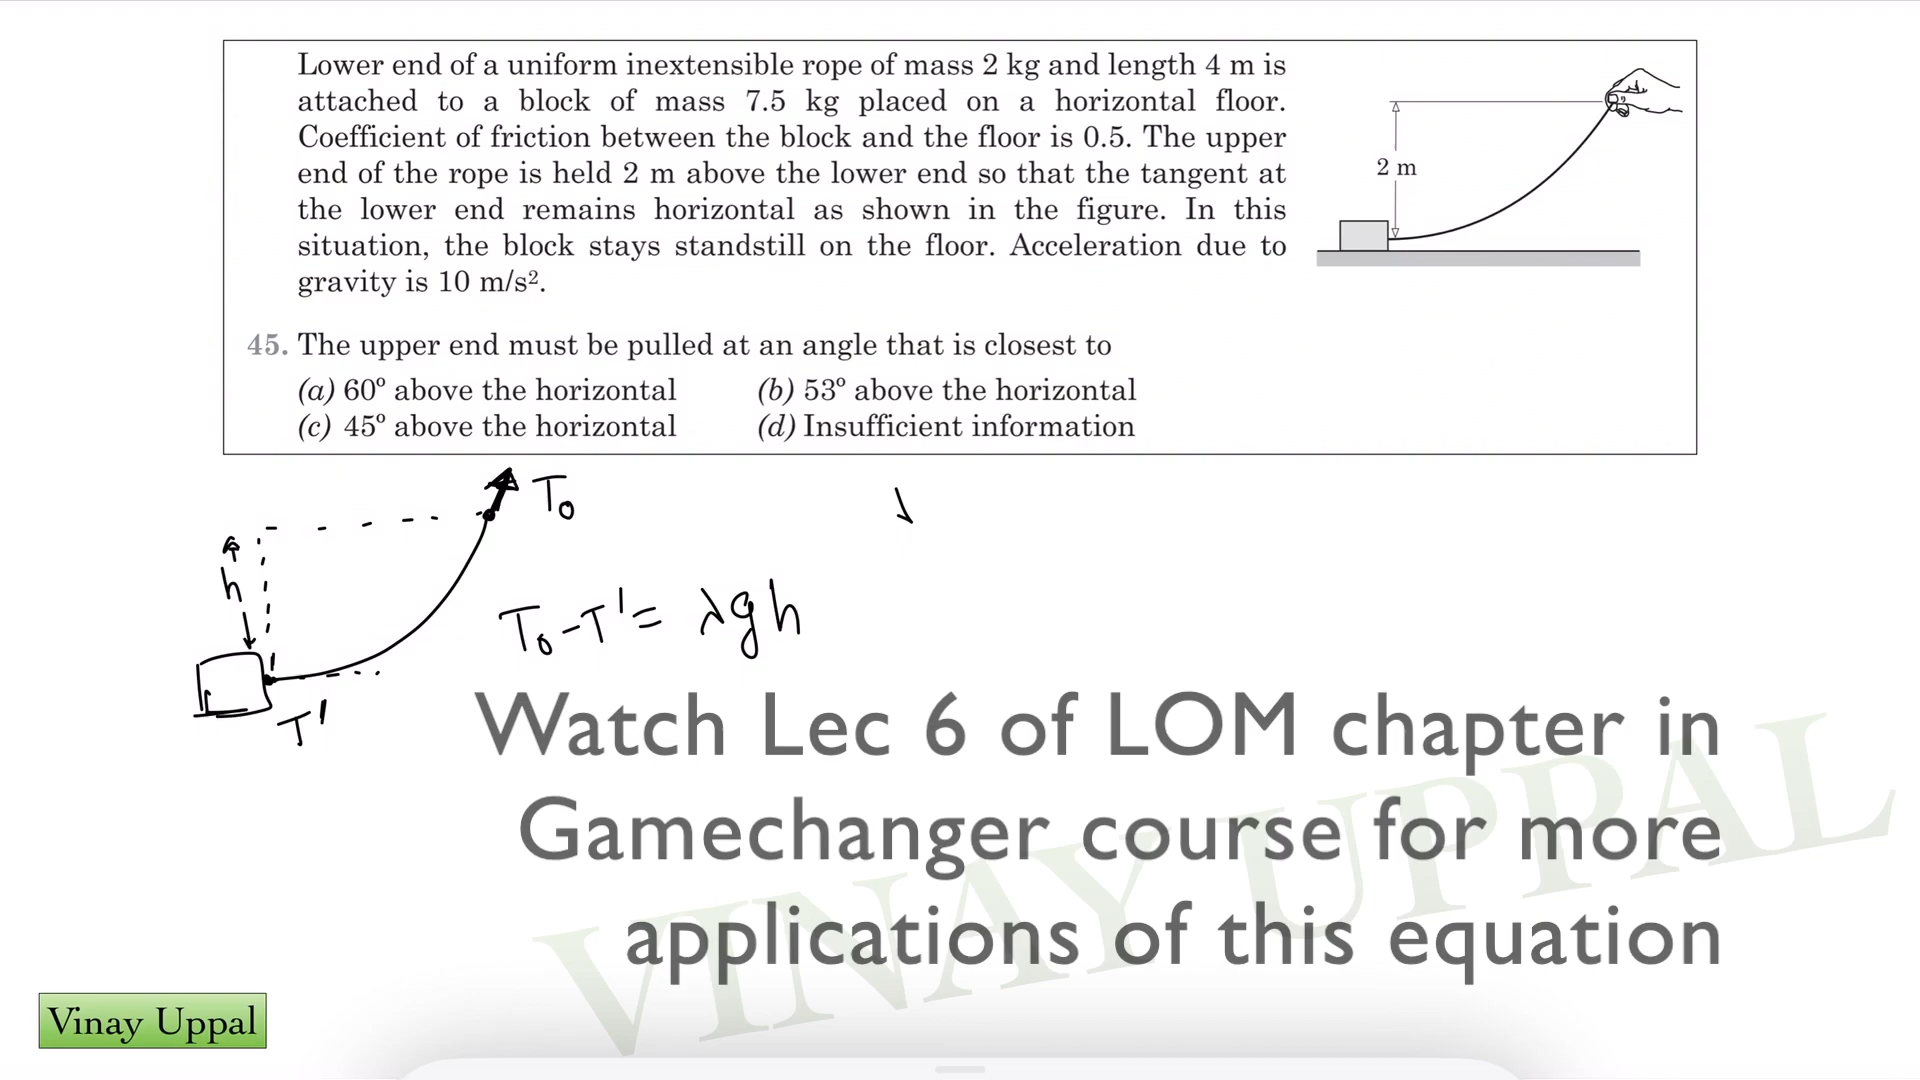 Lower end of a uniform inextensible rope of mass 2 kg and length 4 m is
attached to a block of mass 7.5 kg placed on a horizontal floor.
Coefficient of friction between the block and the floor is 0.5. The upper
end of the rope is held 2 m above the lower end so that the tangent at
the lower end remains horizontal as shown in the figure. In this
situation, the block stays standstill on the floor. Acceleration due to
gravity is 10 m/s².
2 m
45. The upper end must be pulled at an angle that is closest to
(a) 60º above the horizontal (b) 53º above the horizontal
(c) 45º above the horizontal (d) Insufficient information
T₀
h
T₀-T'= λgh
T'
Watch Lec 6 of LOM chapter in
Gamechanger course for more
applications of this equation
VINAY UPPAL
Vinay Uppal